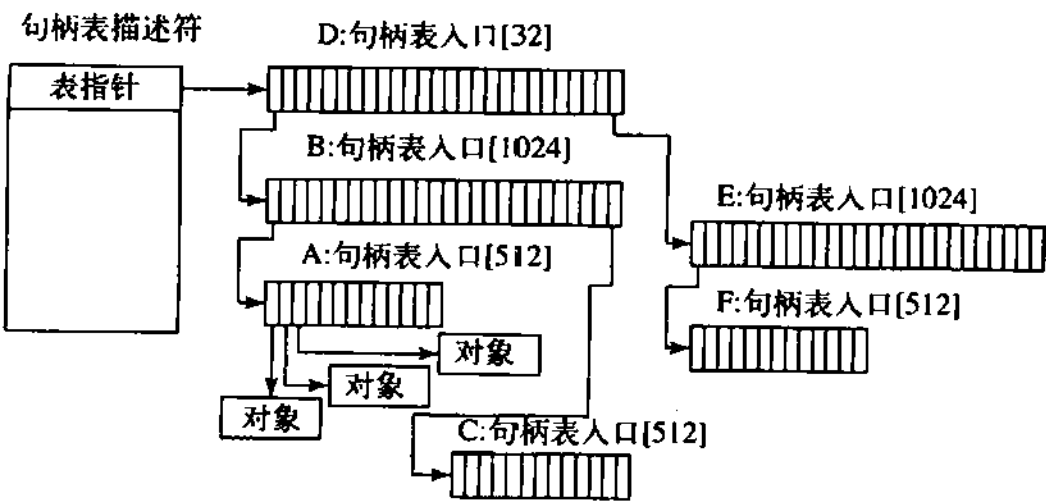 句柄表描述符
D:句柄表入口[32]
表指针
B:句柄表入口[1024]
E:句柄表入口[1024]
A:句柄表入口[512]
F:句柄表入口[512]
对象
对象
对象
C:句柄表入口[512]